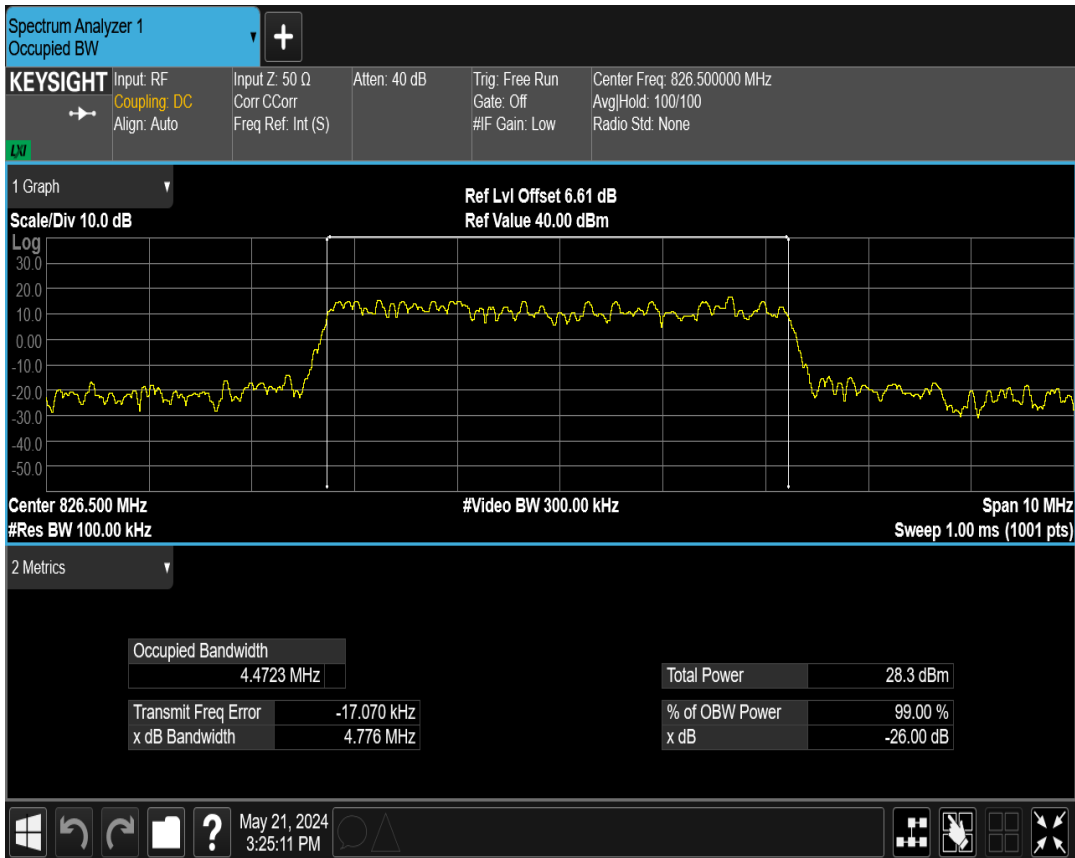 Spectrum Analyzer 1
Occupied BW
KEYSIGHT
LXI
Input: RF
Coupling: DC
Align: Auto
Input Z: 50 Ω
Corr CCorr
Freq Ref: Int (S)
Atten: 40 dB
Trig: Free Run
Gate: Off
#IF Gain: Low
Center Freq: 826.500000 MHz
Avg|Hold: 100/100
Radio Std: None
1 Graph
Scale/Div 10.0 dB
Ref Lvl Offset 6.61 dB
Ref Value 40.00 dBm
Log
30.0
20.0
10.0
0.00
-10.0
-20.0
-30.0
-40.0
-50.0
Center 826.500 MHz
#Res BW 100.00 kHz
#Video BW 300.00 kHz
Span 10 MHz
Sweep 1.00 ms (1001 pts)
2 Metrics
Occupied Bandwidth
4.4723 MHz
Transmit Freq Error -17.070 kHz
x dB Bandwidth 4.776 MHz
Total Power 28.3 dBm
% of OBW Power 99.00 %
x dB -26.00 dB
?
May 21, 2024
3:25:11 PM